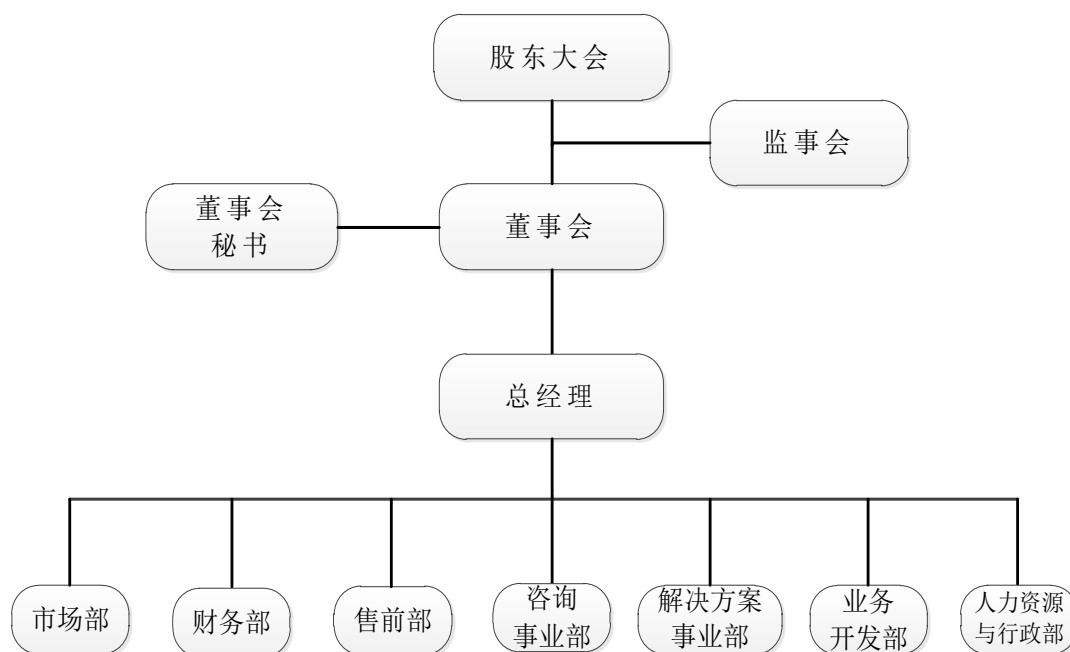 股东大会
监事会
董事会
秘书
董事会
总经理
市场部
财务部
售前部
咨询
事业部
解决方案
事业部
业务
开发部
人力资源
与行政部